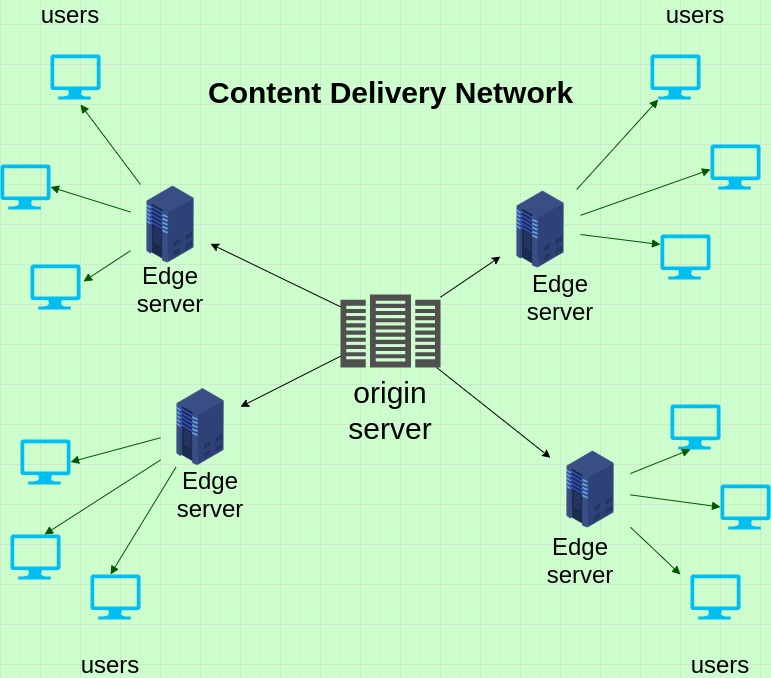 users
users
Content Delivery Network
Edge
server
Edge
server
origin
server
Edge
server
Edge
server
users
users